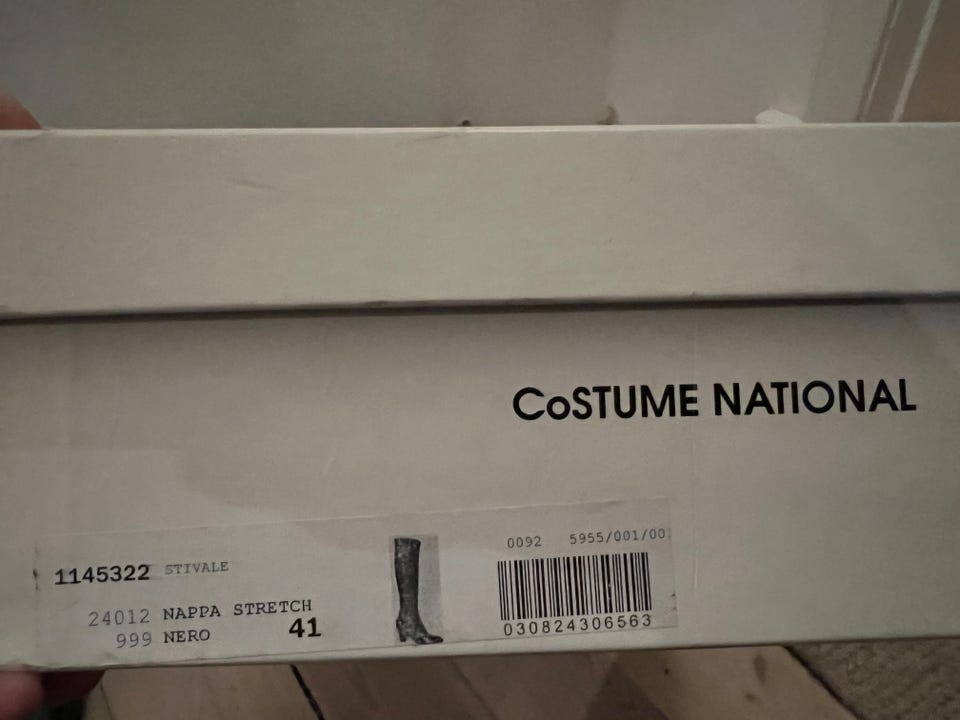 CoSTUME NATIONAL
0092 5955/001/00
1145322 STIVALE
24012 NAPPA STRETCH
999 NERO 41
030824306563